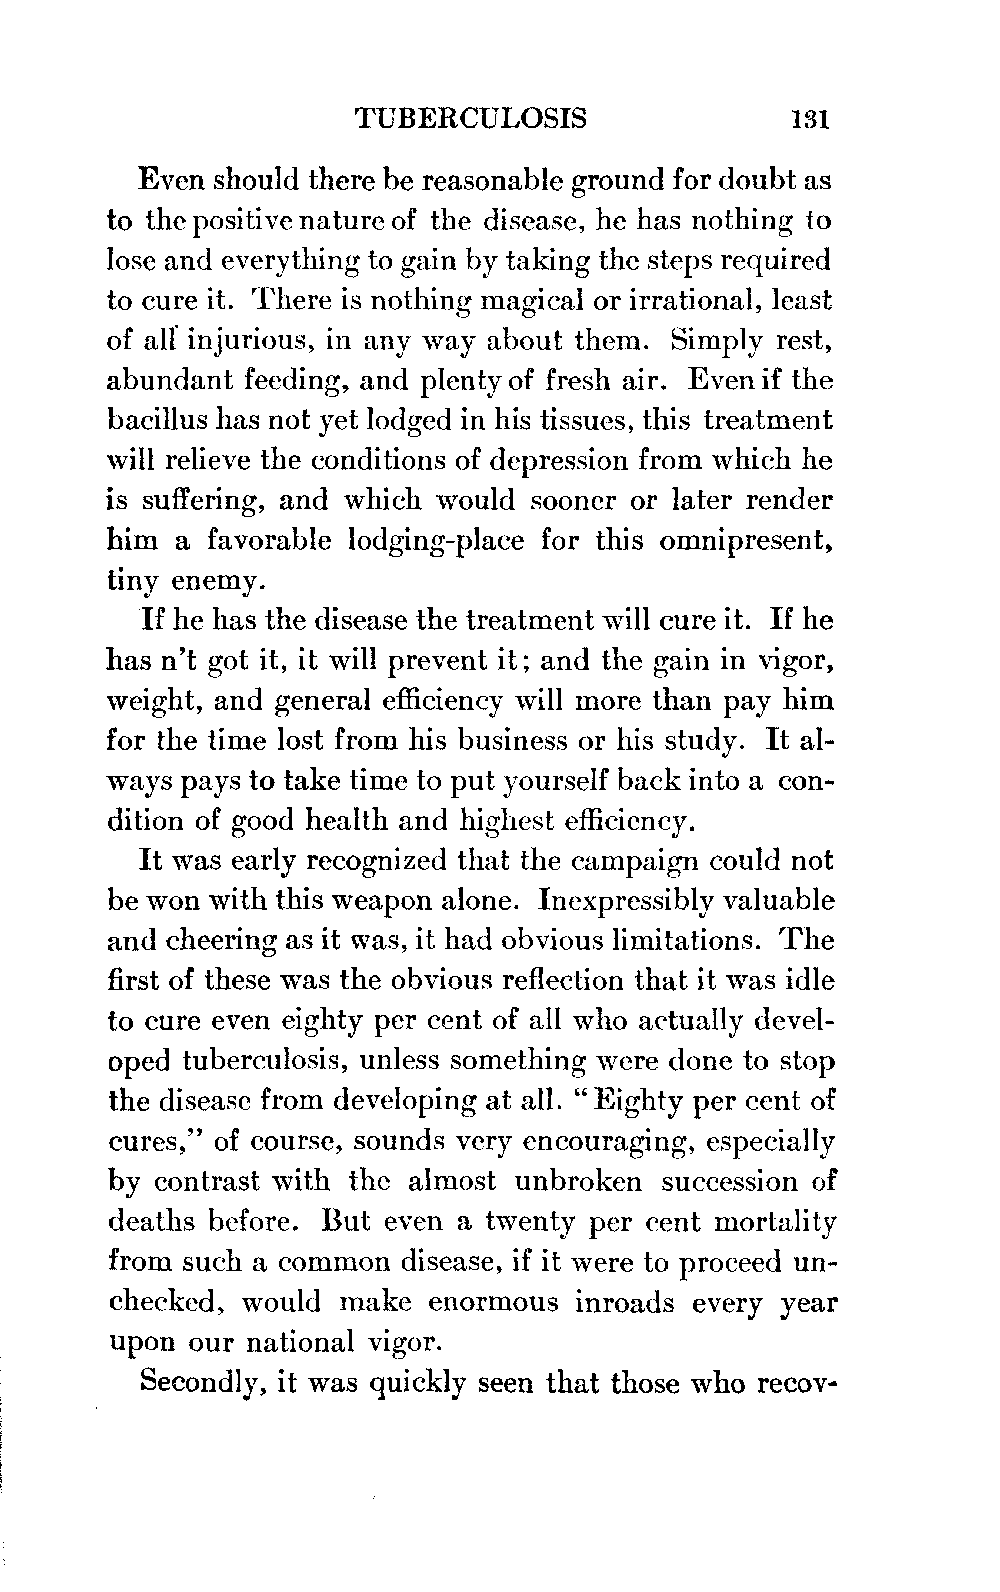 TUBERCULOSIS 131
Even should there be reasonable ground for doubt as
to the positive nature of the disease, he has nothing to
lose and everything to gain by taking the steps required
to cure it. There is nothing magical or irrational, least
of all injurious, in any way about them. Simply rest,
abundant feeding, and plenty of fresh air. Even if the
bacillus has not yet lodged in his tissues, this treatment
will relieve the conditions of depression from which he
is suffering, and which would sooner or later render
him a favorable lodging-place for this omnipresent,
tiny enemy.
If he has the disease the treatment will cure it. If he
has n't got it, it will prevent it; and the gain in vigor,
weight, and general efficiency will more than pay him
for the time lost from his business or his study. It al-
ways pays to take time to put yourself back into a con-
dition of good health and highest efficiency.
It was early recognized that the campaign could not
be won with this weapon alone. Inexpressibly valuable
and cheering as it was, it had obvious limitations. The
first of these was the obvious reflection that it was idle
to cure even eighty per cent of all who actually devel-
oped tuberculosis, unless something were done to stop
the disease from developing at all. "Eighty per cent of
cures," of course, sounds very encouraging, especially
by contrast with the almost unbroken succession of
deaths before. But even a twenty per cent mortality
from such a common disease, if it were to proceed un-
checked, would make enormous inroads every year
upon our national vigor.
Secondly, it was quickly seen that those who recov-